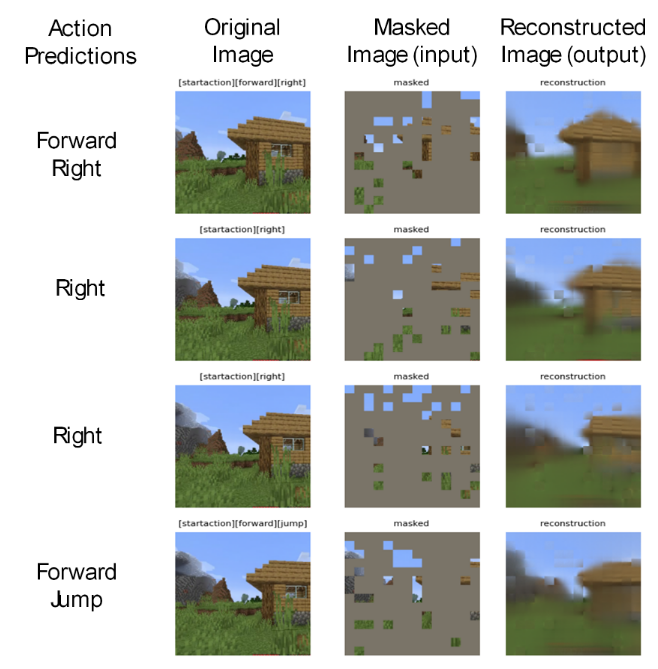 Action
Predictions
Original
Image
Masked
Image (input)
Reconstructed
Image (output)
Forward
Right
[startaction][forward][right]
masked
reconstruction
Right
[startaction][right]
masked
reconstruction
Right
[startaction][right]
masked
reconstruction
Forward
Jump
[startaction][forward][jump]
masked
reconstruction